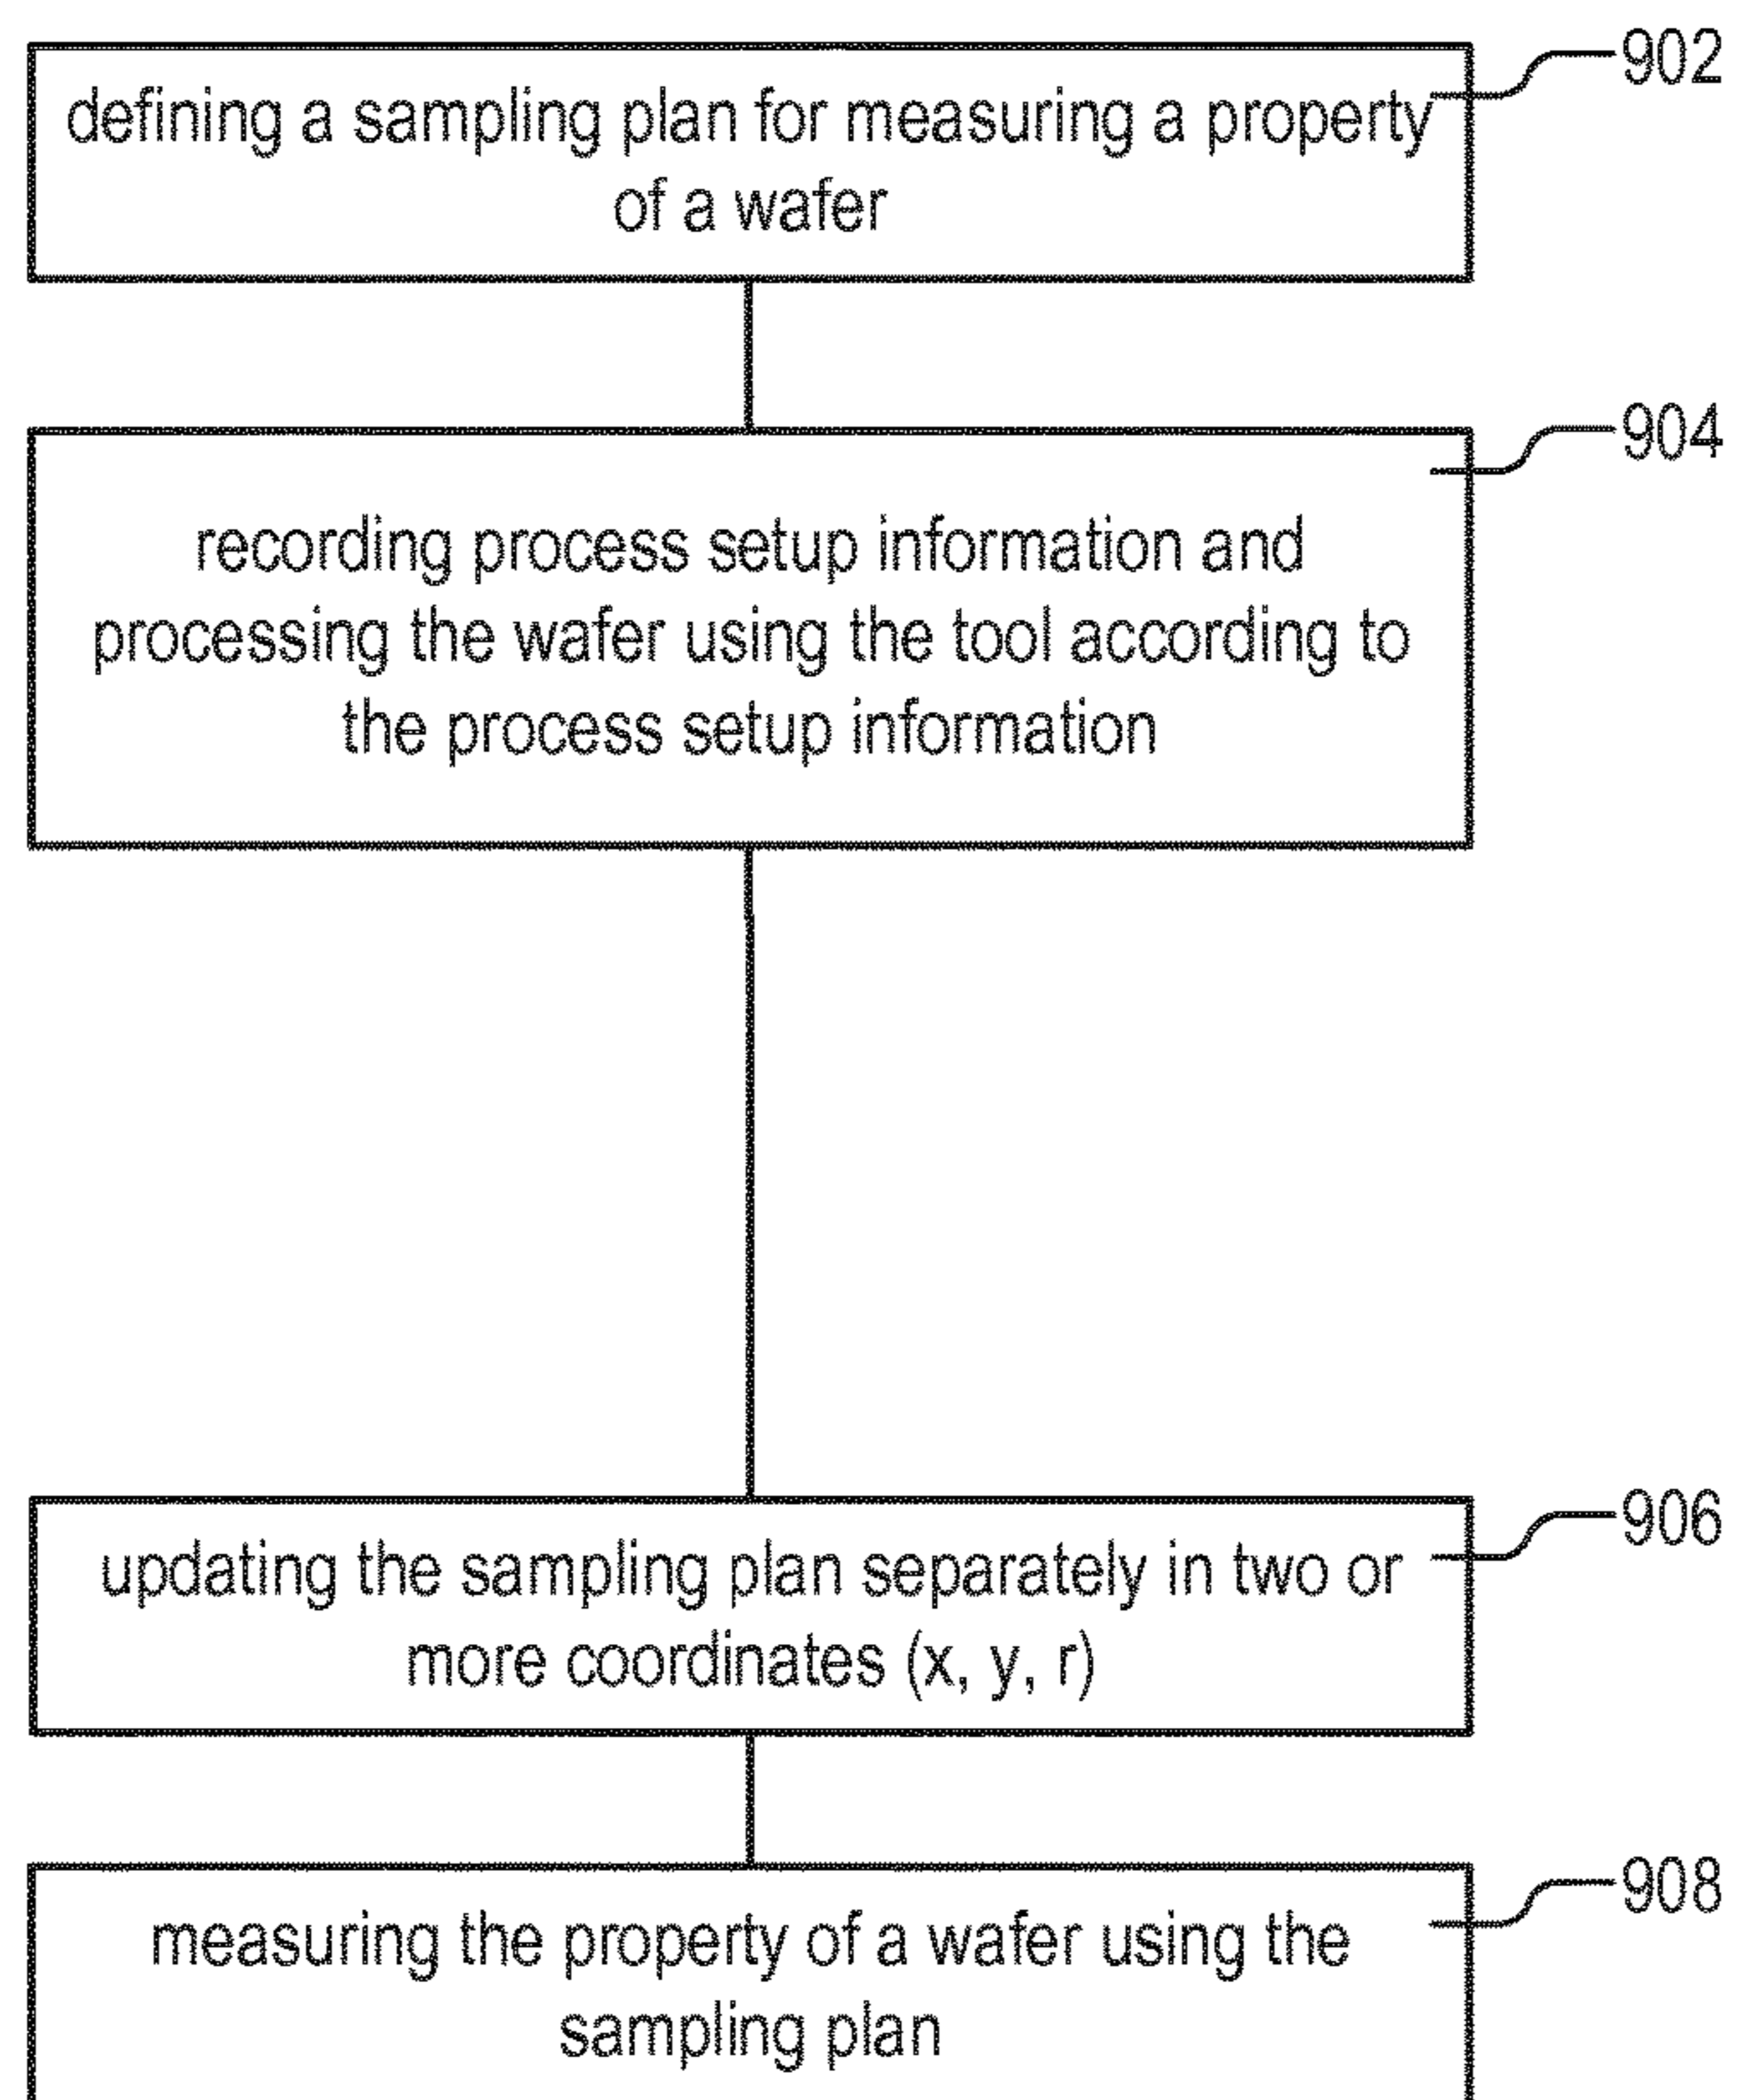 902
defining a sampling plan for measuring a property
of a wafer
904
recording process setup information and
processing the wafer using the tool according to
the process setup information
906
updating the sampling plan separately in two or
more coordinates (x, y, r)
908
measuring the property of a wafer using the
sampling plan